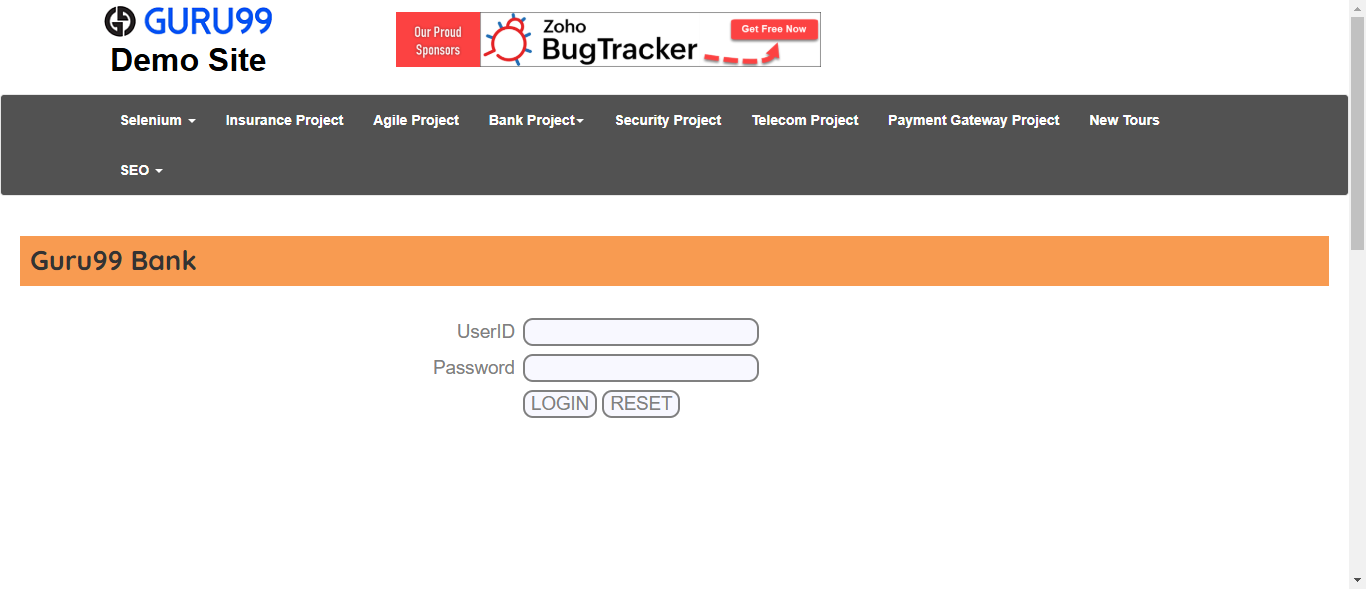 GURU99
Demo Site
Our Proud
Sponsors
Zoho
BugTracker
Get Free Now
Selenium
Insurance Project
Agile Project
Bank Project
Security Project
Telecom Project
Payment Gateway Project
New Tours
SEO
Guru99 Bank
UserID
Password
LOGIN RESET